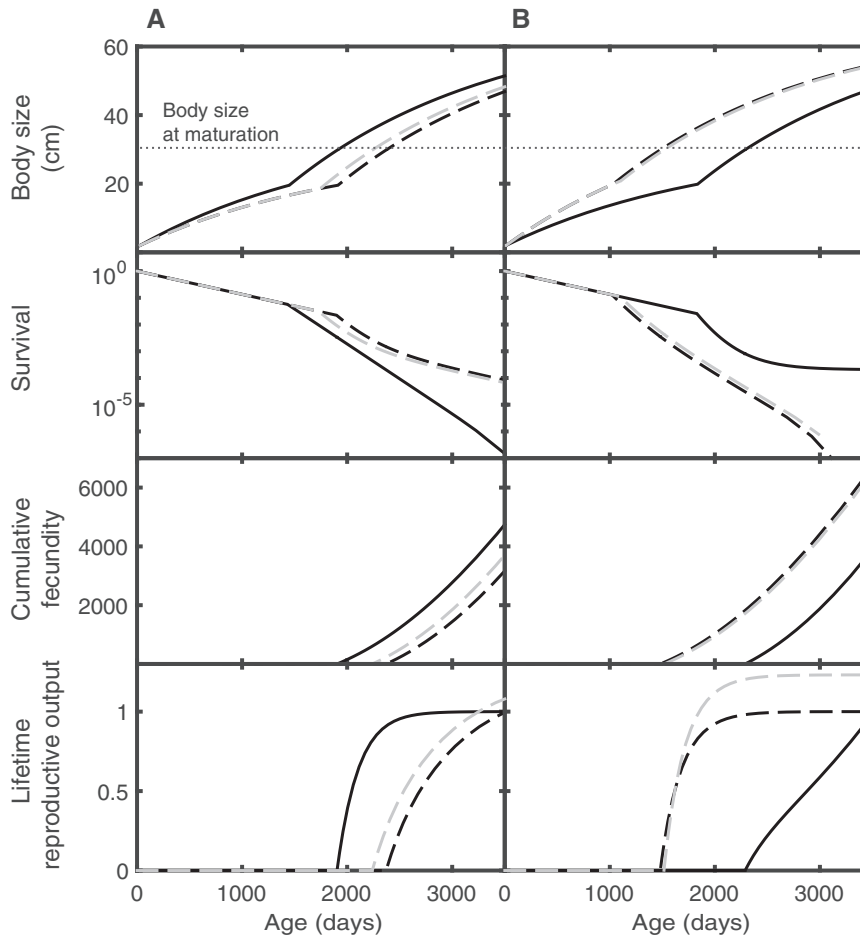 A
B
60
40
20
Body size
(cm)
Body size
at maturation
10^0
10^-5
Survival
6000
4000
2000
Cumulative
fecundity
1
0.5
0
Lifetime
reproductive output
0 1000 2000 3000 0 1000 2000 3000
Age (days) Age (days)